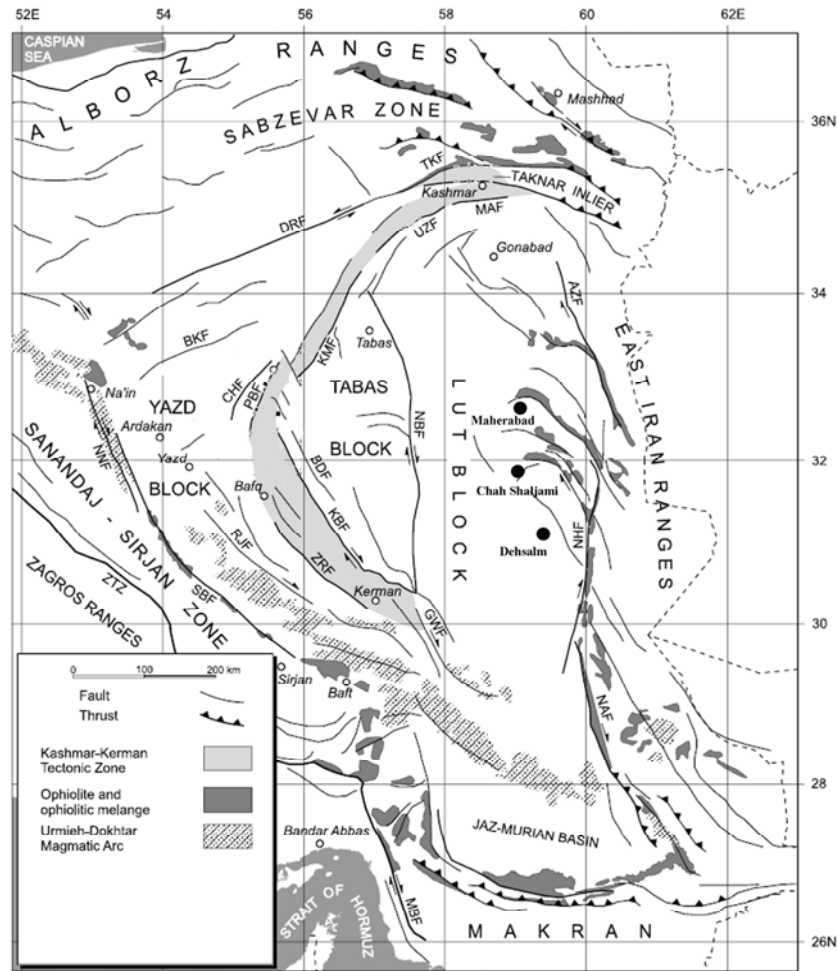 52E 54 56 58 60 62E
CASPIAN
SEA
ALBORZ RANGES
Mashhad
36N
SABZEVAR ZONE
TKF
TAKNAR INLIER
Kashmar
MAF
UZF
DRF
Gonabad
34
AZF
BKF
KMF
Tabas
EAST IRAN RANGES
CHF
PBF
Na'in
YAZD
BLOCK
TABAS
BLOCK
LUT BLOCK
NBF
Maherabad
Ardakan
NNF
Yazd
32
SANANDAJ - SIRJAN ZONE
BDF
Chah Shaljami
Bafq
KBF
RJF
NHF
Dehsalm
ZRF
ZTZ
SBF
Kerman
ZAGROS RANGES
GWF
30
Sirjan
Baft
NAF
0 100 200 km
Fault
Thrust
Kashmar-Kerman
Tectonic Zone
Ophiolite and
ophiolitic melange
Urmieh-Dokhtar
Magmatic Arc
28
JAZ-MURIAN BASIN
Bandar Abbas
STRAIT OF
HORMUZ
MBF
MAKRAN
26N